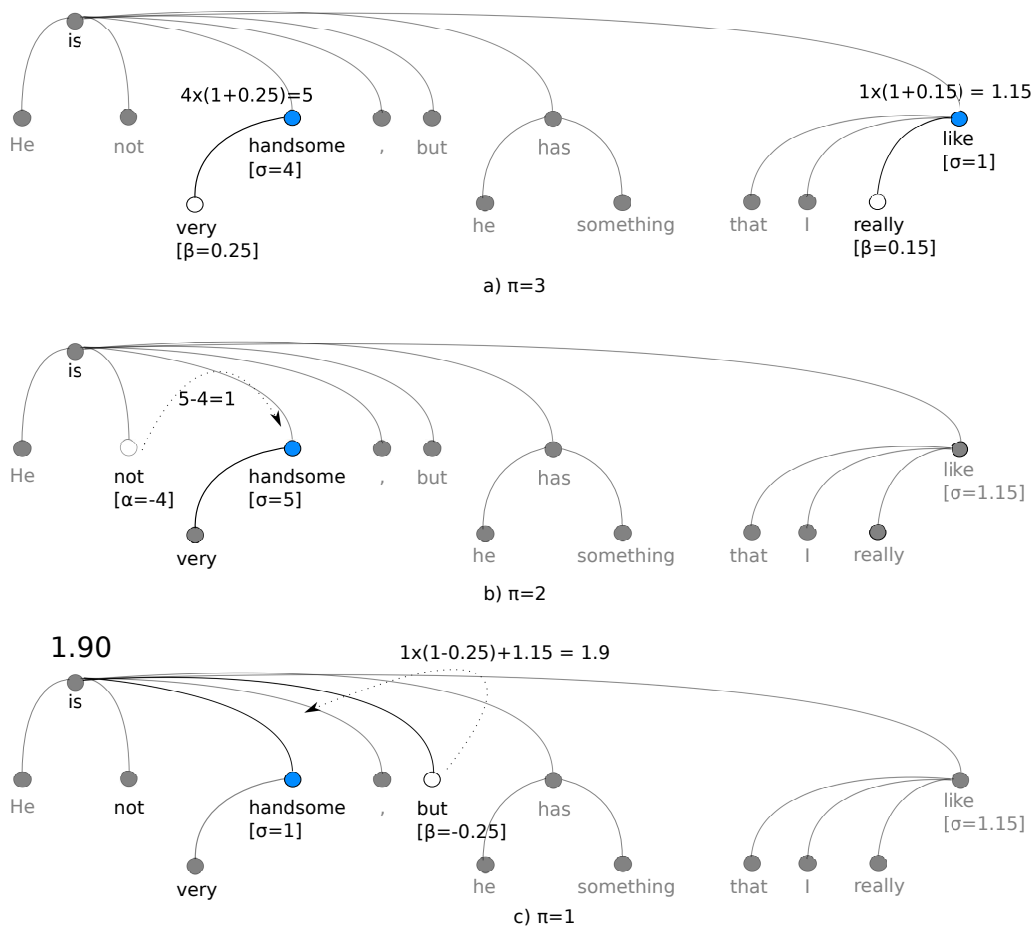 is
4x(1+0.25)=5
1x(1+0.15) = 1.15
He not handsome , but has like
[σ=4] [σ=1]
very he something that I really
[β=0.25] [β=0.15]
a) π=3
is
5-4=1
He not handsome , but has like
[α=-4] [σ=5] [σ=1.15]
very he something that I really
b) π=2
1.90
1x(1-0.25)+1.15 = 1.9
is
He not handsome , but has like
[σ=1] [β=-0.25] [σ=1.15]
very he something that I really
c) π=1